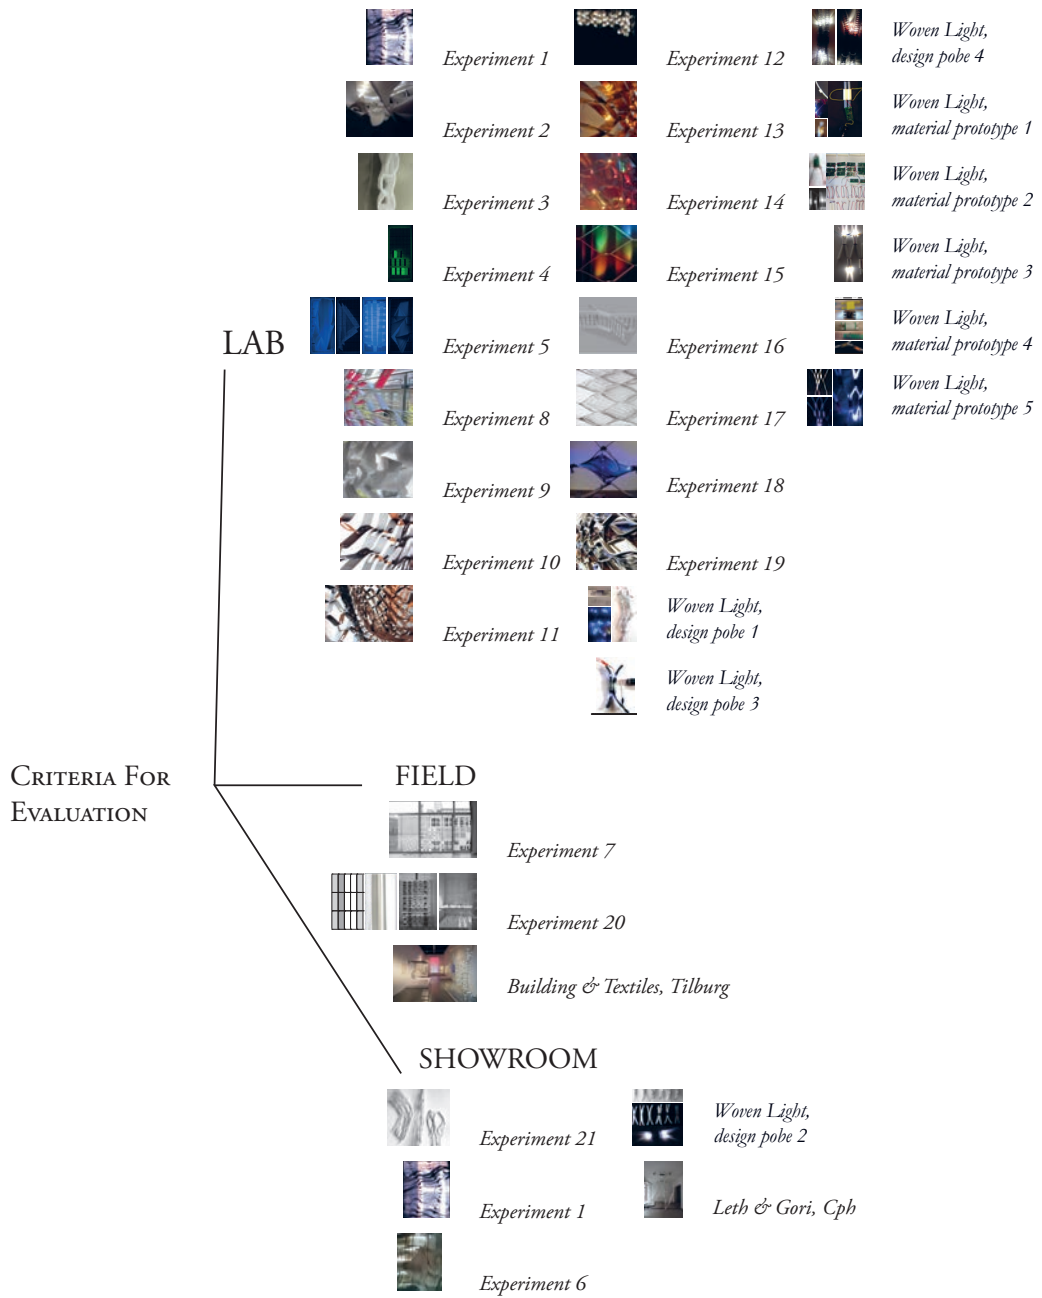 Criteria For
Evaluation
LAB
Experiment 1
Experiment 2
Experiment 3
Experiment 4
Experiment 5
Experiment 8
Experiment 9
Experiment 10
Experiment 11
Experiment 12
Experiment 13
Experiment 14
Experiment 15
Experiment 16
Experiment 17
Experiment 18
Experiment 19
Woven Light,
design pobe 1
Woven Light,
design pobe 3
Woven Light,
design pobe 4
Woven Light,
material prototype 1
Woven Light,
material prototype 2
Woven Light,
material prototype 3
Woven Light,
material prototype 4
Woven Light,
material prototype 5
FIELD
Experiment 7
Experiment 20
Building & Textiles, Tilburg
SHOWROOM
Experiment 21
Experiment 1
Experiment 6
Woven Light,
design pobe 2
Leth & Gori, Cph